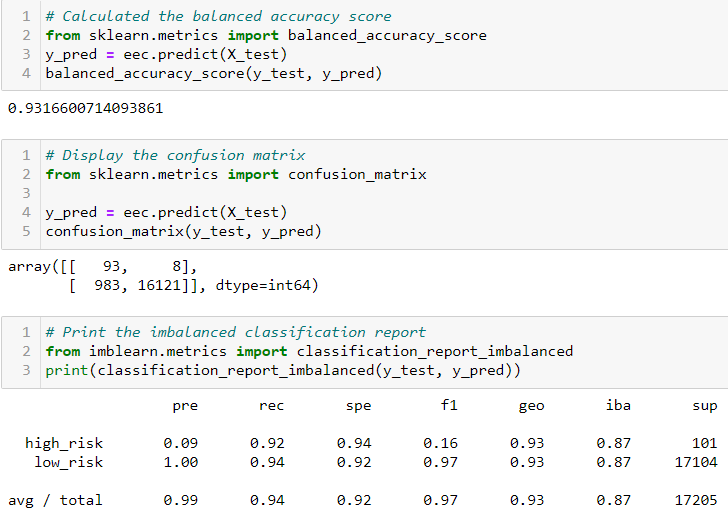 1 # Calculated the balanced accuracy score
2 from sklearn.metrics import balanced_accuracy_score
3 y_pred = eec.predict(X_test)
4 balanced_accuracy_score(y_test, y_pred)
0.9316600714093861
1 # Display the confusion matrix
2 from sklearn.metrics import confusion_matrix
3
4 y_pred = eec.predict(X_test)
5 confusion_matrix(y_test, y_pred)
array([[   93,     8],
       [  983, 16121]], dtype=int64)
1 # Print the imbalanced classification report
2 from imblearn.metrics import classification_report_imbalanced
3 print(classification_report_imbalanced(y_test, y_pred))
pre rec spe f1 geo iba sup
high_risk 0.09 0.92 0.94 0.16 0.93 0.87 101
low_risk 1.00 0.94 0.92 0.97 0.93 0.87 17104
avg / total 0.99 0.94 0.92 0.97 0.93 0.87 17205